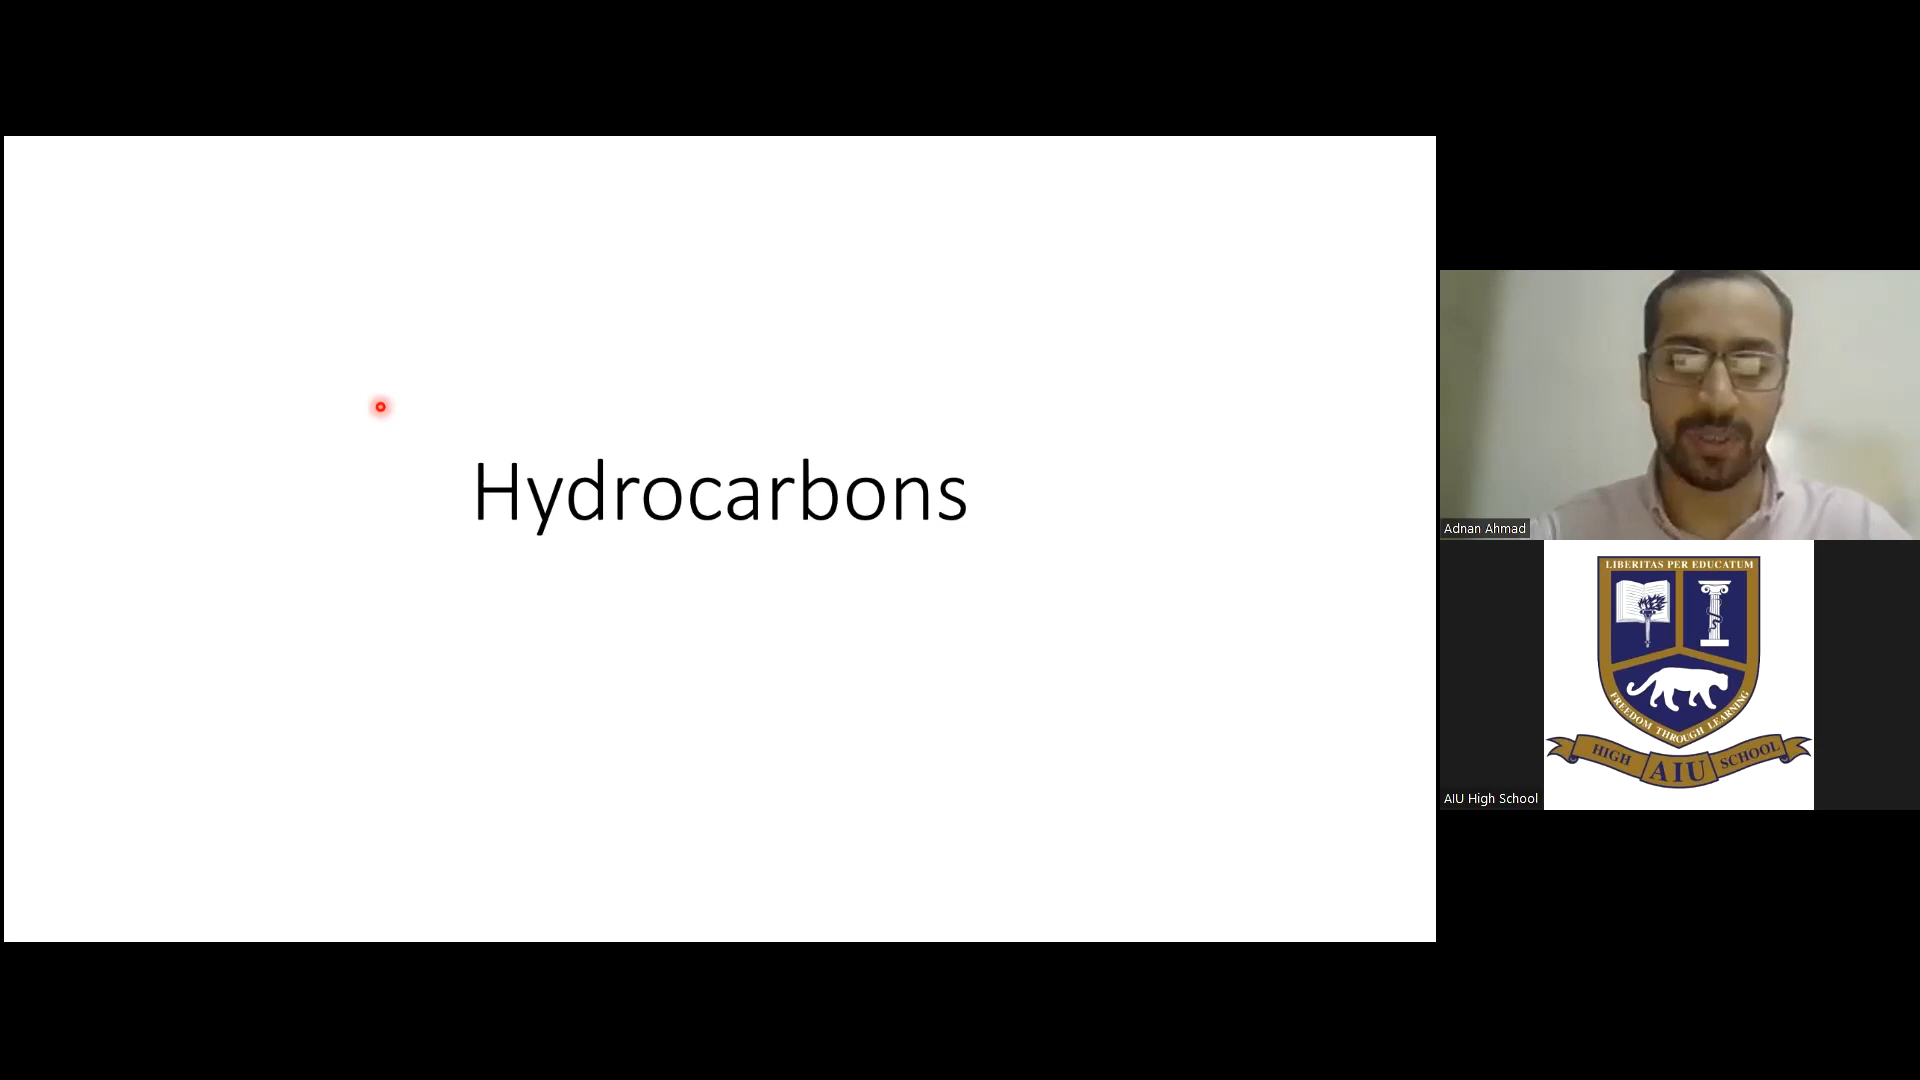 Hydrocarbons
Adnan Ahmad
LIBERITAS PER EDUCATUM
FREEDOM THROUGH LEARNING
HIGH AIU SCHOOL
AIU High School